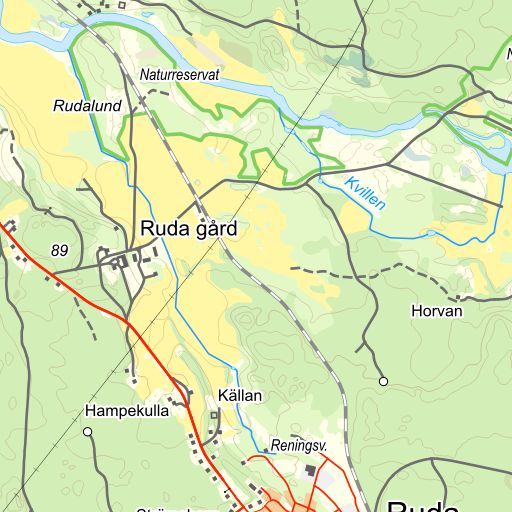 Naturreservat
Rudalund
Kvillen
Ruda gård
89
Horvan
Källan
Hampekulla
Reningsv.
Ruda